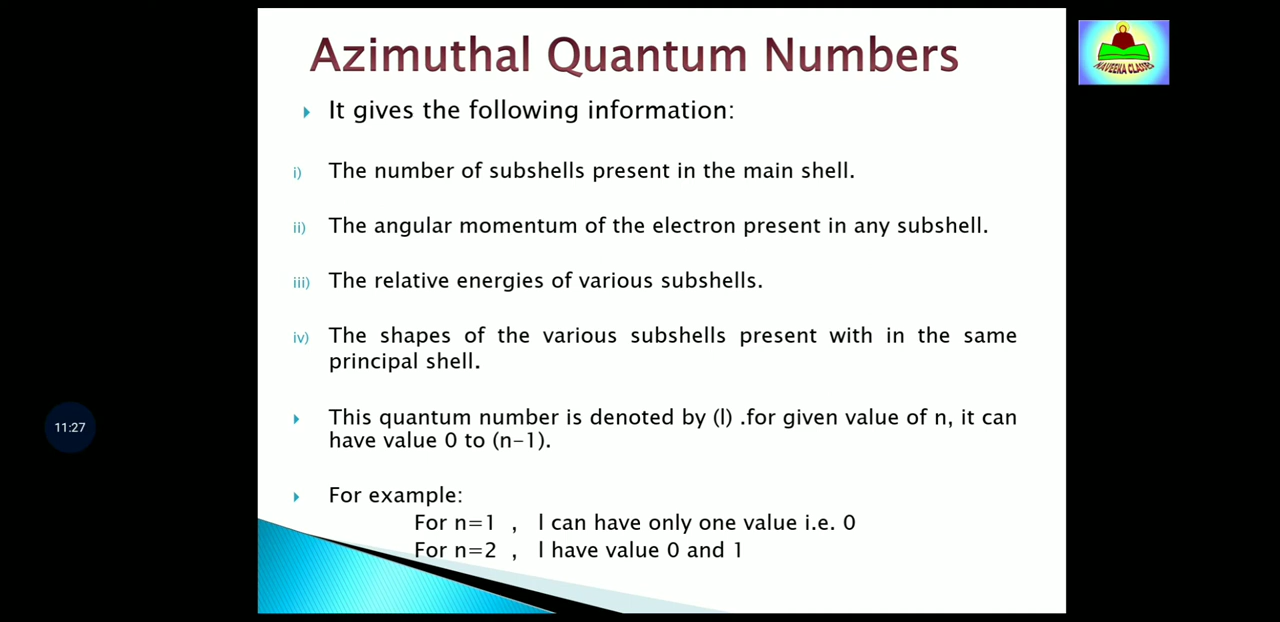 Azimuthal Quantum Numbers
It gives the following information:
i) The number of subshells present in the main shell.
ii) The angular momentum of the electron present in any subshell.
iii) The relative energies of various subshells.
iv) The shapes of the various subshells present with in the same
principal shell.
This quantum number is denoted by (l) .for given value of n, it can
have value 0 to (n-1).
For example:
For n=1 , l can have only one value i.e. 0
For n=2 , l have value 0 and 1
NAVEEKA CLASSES
11:27